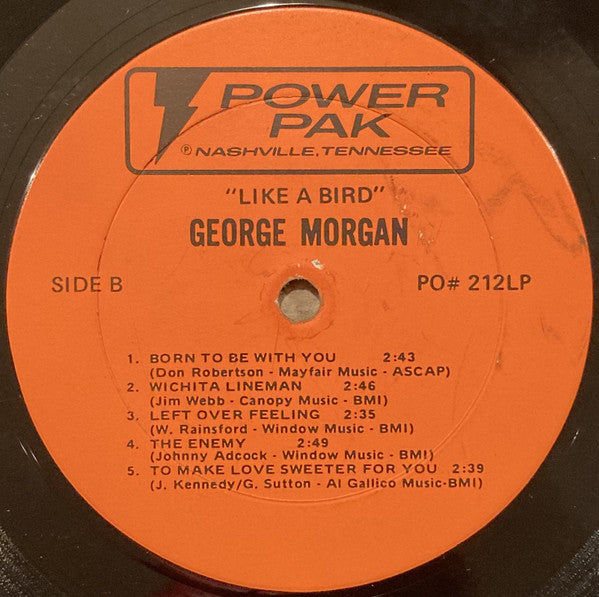 POWER
PAK
℗ NASHVILLE, TENNESSEE
"LIKE A BIRD"
GEORGE MORGAN
SIDE B
PO# 212LP
1. BORN TO BE WITH YOU 2:43
(Don Robertson - Mayfair Music - ASCAP)
2. WICHITA LINEMAN 2:46
(Jim Webb - Canopy Music - BMI)
3. LEFT OVER FEELING 2:35
(W. Rainsford - Window Music - BMI)
4. THE ENEMY 2:49
(Johnny Adcock - Window Music - BMI)
5. TO MAKE LOVE SWEETER FOR YOU 2:39
(J. Kennedy/G. Sutton - Al Gallico Music-BMI)